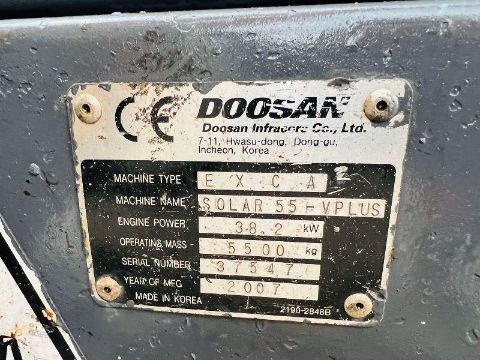 CE DOOSAN
Doosan Infracore Co., Ltd.
7-11, Hwasu-dong, Dong-gu,
Incheon, Korea
MACHINE TYPE EXCA
MACHINE NAME SOLAR 55-VPLUS
ENGINE POWER 38.2 kW
OPERATING MASS 5500 kg
SERIAL NUMBER 37547
YEAR OF MFG 2007
MADE IN KOREA 2190-2848B